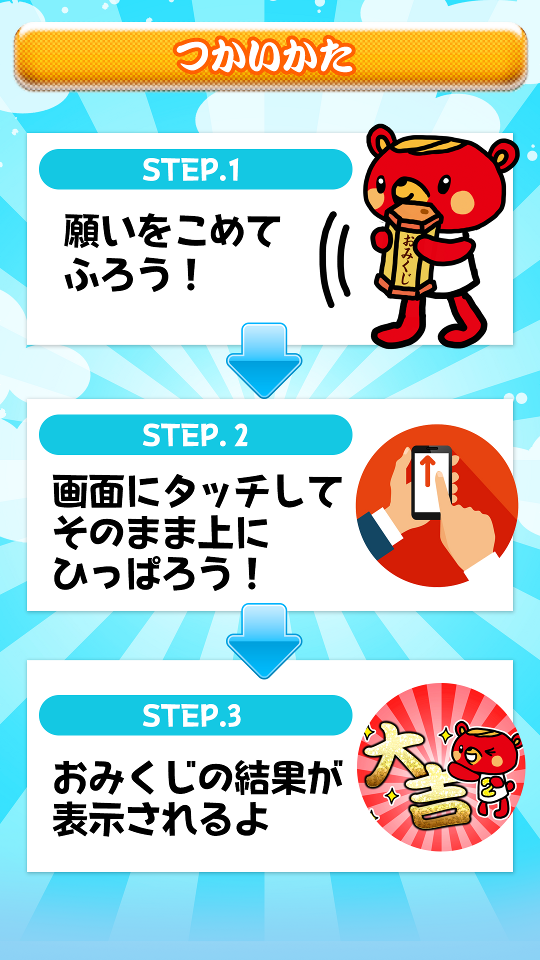 つかいかた
STEP.1
願いをこめて
ふろう！
おみくじ
STEP.2
画面にタッチして
そのまま上に
ひっぱろう！
STEP.3
おみくじの結果が
表示されるよ
大吉
2